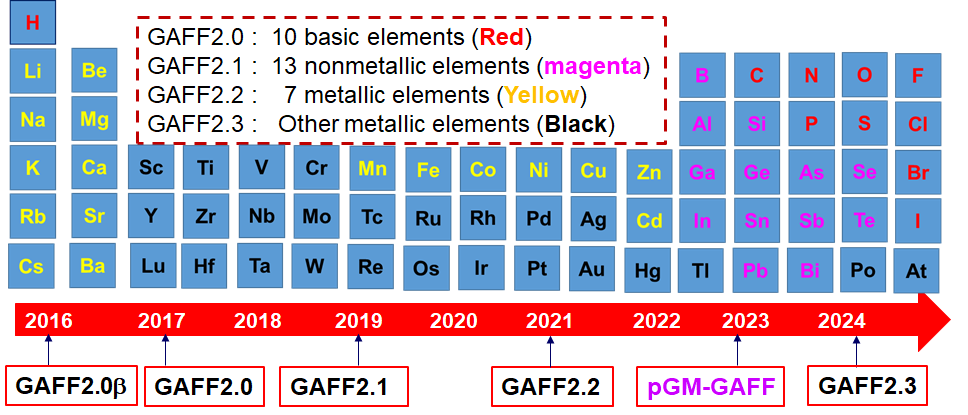 H
GAFF2.0 : 10 basic elements (Red)
GAFF2.1 : 13 nonmetallic elements (magenta)
GAFF2.2 : 7 metallic elements (Yellow)
GAFF2.3 : Other metallic elements (Black)
Li Be B C N O F
Na Mg Al Si P S Cl
K Ca Sc Ti V Cr Mn Fe Co Ni Cu Zn Ga Ge As Se Br
Rb Sr Y Zr Nb Mo Tc Ru Rh Pd Ag Cd In Sn Sb Te I
Cs Ba Lu Hf Ta W Re Os Ir Pt Au Hg Tl Pb Bi Po At
2016 2017 2018 2019 2020 2021 2022 2023 2024
GAFF2.0β GAFF2.0 GAFF2.1 GAFF2.2 pGM-GAFF GAFF2.3